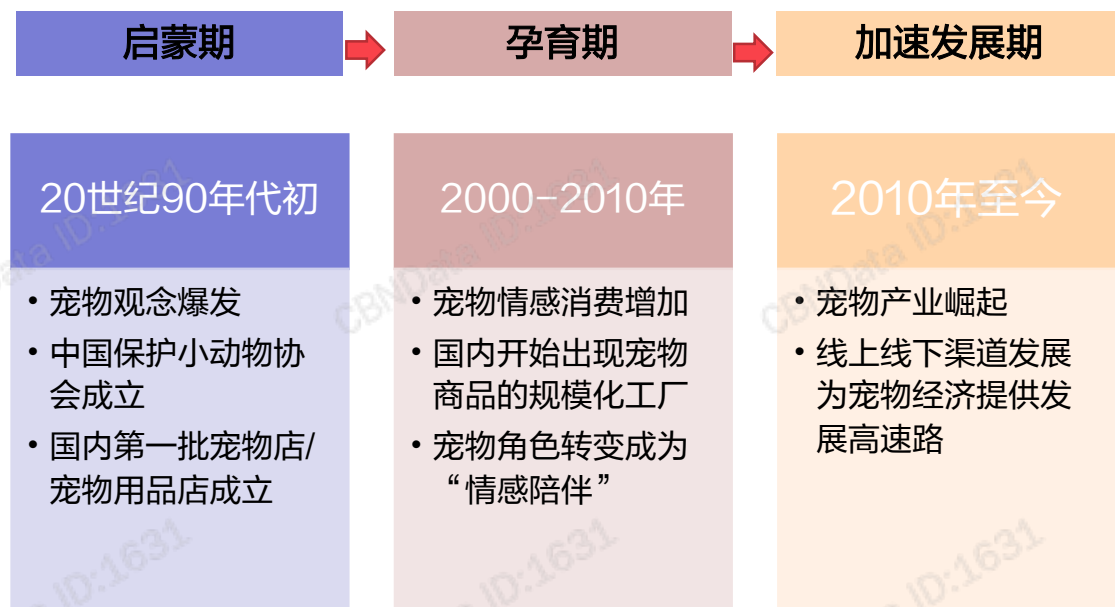 启蒙期
孕育期
加速发展期
20世纪90年代初
• 宠物观念爆发
• 中国保护小动物协
会成立
• 国内第一批宠物店/
宠物用品店成立
2000-2010年
• 宠物情感消费增加
• 国内开始出现宠物
商品的规模化工厂
• 宠物角色转变成为
“情感陪伴”
2010年至今
• 宠物产业崛起
• 线上线下渠道发展
为宠物经济提供发
展高速路
CBNData ID:1631